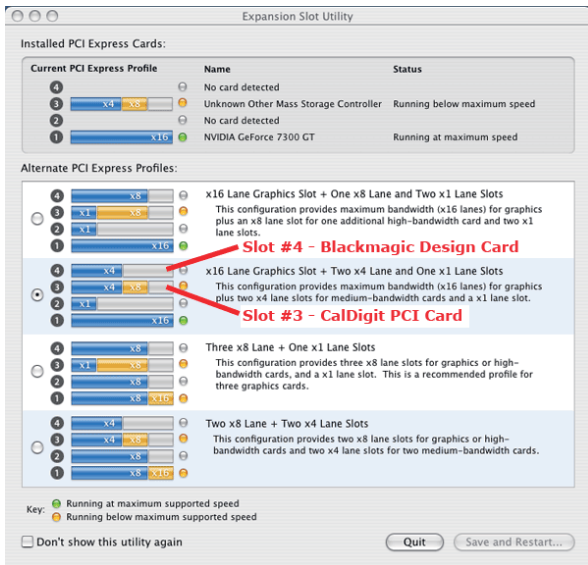 Expansion Slot Utility
Installed PCI Express Cards:
Current PCI Express Profile Name Status
4 No card detected
3 x4 x8 Unknown Other Mass Storage Controller Running below maximum speed
2 No card detected
1 x16 NVIDIA GeForce 7300 GT Running at maximum speed
Alternate PCI Express Profiles:
4 x8 x16 Lane Graphics Slot + One x8 Lane and Two x1 Lane Slots
3 x1 x8 This configuration provides maximum bandwidth (x16 lanes) for graphics
2 x1 plus an x8 lane slot for one additional high-bandwidth card and two x1
1 x16 lane slots.
Slot #4 - Blackmagic Design Card
4 x4 x16 Lane Graphics Slot + Two x4 Lane and One x1 Lane Slots
3 x4 x8 This configuration provides maximum bandwidth (x16 lanes) for graphics
2 x1 plus two x4 lane slots for medium-bandwidth cards and a x1 lane slot.
1 x16 Slot #3 - CalDigit PCI Card
4 x8 Three x8 Lane + One x1 Lane Slots
3 x1 x8 This configuration provides three x8 lane slots for graphics or high-
2 x8 bandwidth cards, and a x1 lane slot. This is a recommended profile for
1 x8 x16 three graphics cards.
4 x4 Two x8 Lane + Two x4 Lane Slots
3 x4 x8 This configuration provides two x8 lane slots for graphics or high-
2 x8 bandwidth cards and two x4 lane slots for two medium-bandwidth cards.
1 x8 x16
Key: Running at maximum supported speed
Running below maximum supported speed
Don't show this utility again Quit Save and Restart...